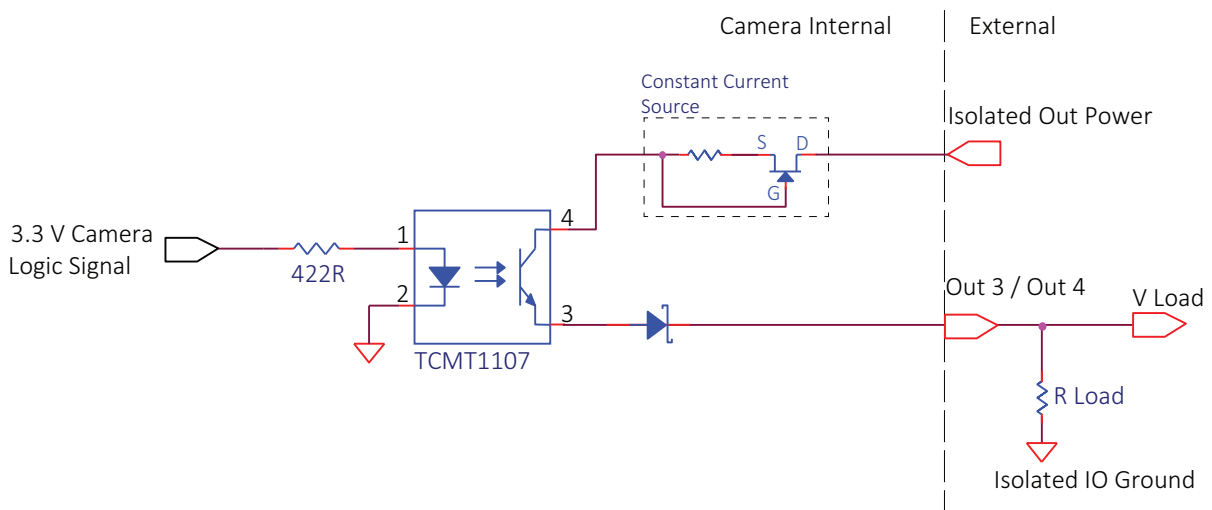 Camera Internal
External
Constant Current
Source
Isolated Out Power
S
D
G
4
3.3 V Camera
Logic Signal
1
422R
2
3
TCMT1107
Out 3 / Out 4
V Load
R Load
Isolated IO Ground